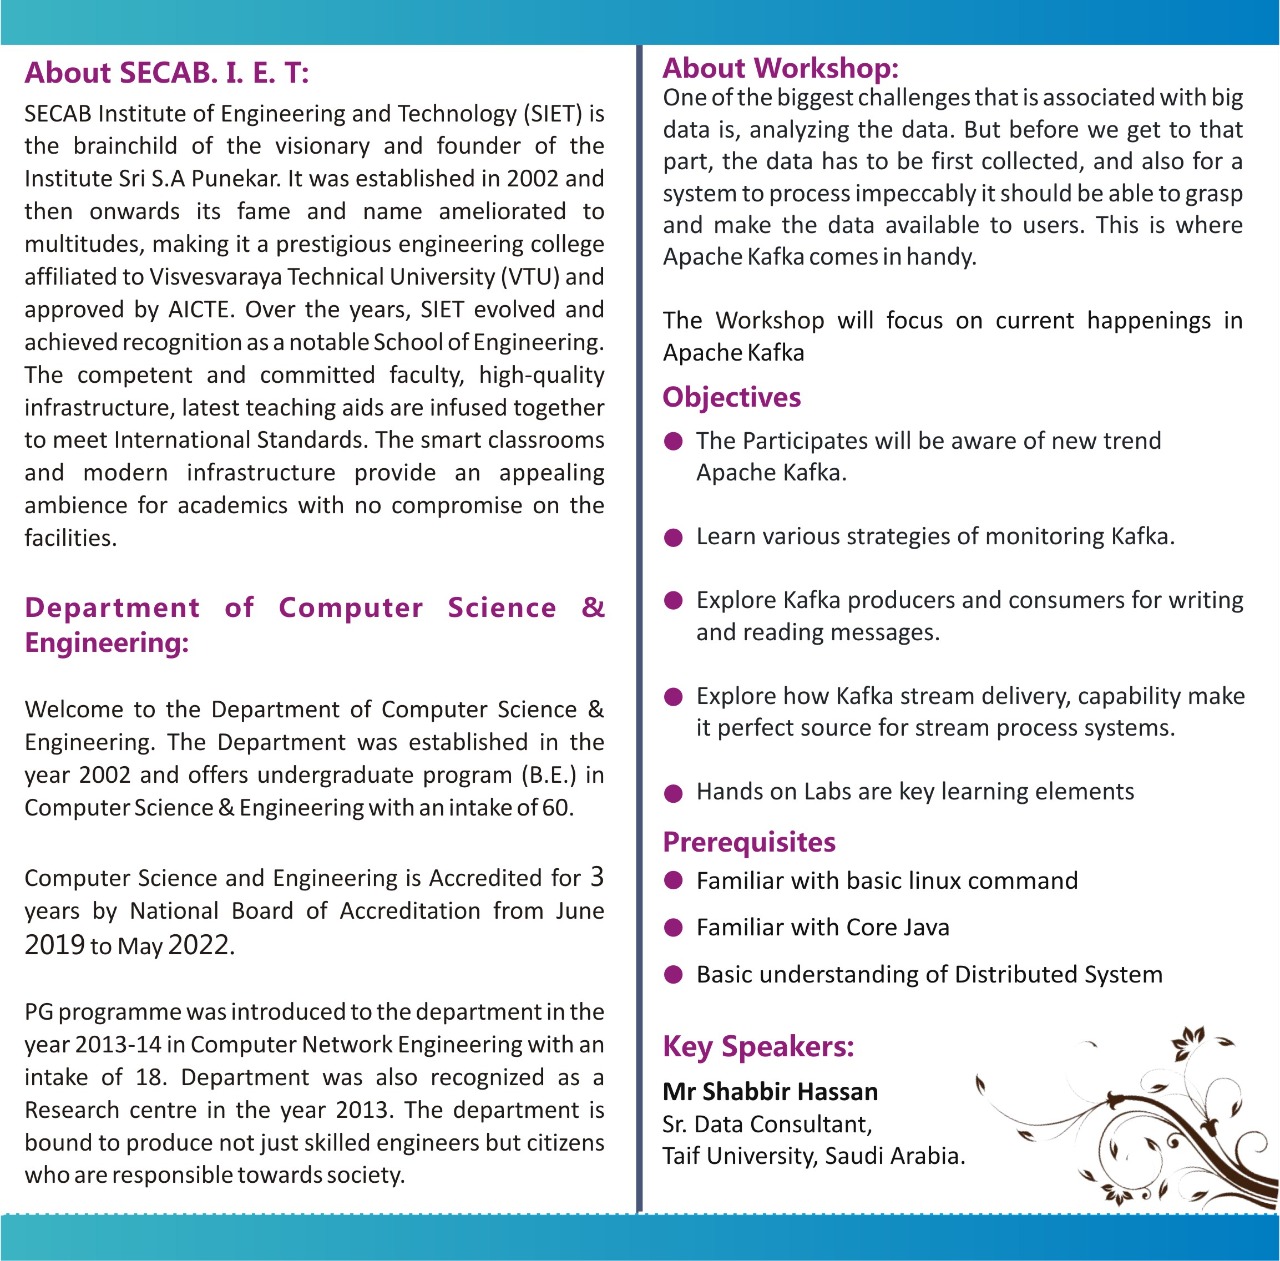 About SECAB. I. E. T:
SECAB Institute of Engineering and Technology (SIET) is
the brainchild of the visionary and founder of the
Institute Sri S.A Punekar. It was established in 2002 and
then onwards its fame and name ameliorated to
multitudes, making it a prestigious engineering college
affiliated to Visvesvaraya Technical University (VTU) and
approved by AICTE. Over the years, SIET evolved and
achieved recognition as a notable School of Engineering.
The competent and committed faculty, high-quality
infrastructure, latest teaching aids are infused together
to meet International Standards. The smart classrooms
and modern infrastructure provide an appealing
ambience for academics with no compromise on the
facilities.
Department of Computer Science &
Engineering:
Welcome to the Department of Computer Science &
Engineering. The Department was established in the
year 2002 and offers undergraduate program (B.E.) in
Computer Science & Engineering with an intake of 60.
Computer Science and Engineering is Accredited for 3
years by National Board of Accreditation from June
2019 to May 2022.
PG programme was introduced to the department in the
year 2013-14 in Computer Network Engineering with an
intake of 18. Department was also recognized as a
Research centre in the year 2013. The department is
bound to produce not just skilled engineers but citizens
who are responsible towards society.
About Workshop:
One of the biggest challenges that is associated with big
data is, analyzing the data. But before we get to that
part, the data has to be first collected, and also for a
system to process impeccably it should be able to grasp
and make the data available to users. This is where
Apache Kafka comes in handy.
The Workshop will focus on current happenings in
Apache Kafka
Objectives
● The Participates will be aware of new trend
Apache Kafka.
● Learn various strategies of monitoring Kafka.
● Explore Kafka producers and consumers for writing
and reading messages.
● Explore how Kafka stream delivery, capability make
it perfect source for stream process systems.
● Hands on Labs are key learning elements
Prerequisites
● Familiar with basic linux command
● Familiar with Core Java
● Basic understanding of Distributed System
Key Speakers:
Mr Shabbir Hassan
Sr. Data Consultant,
Taif University, Saudi Arabia.